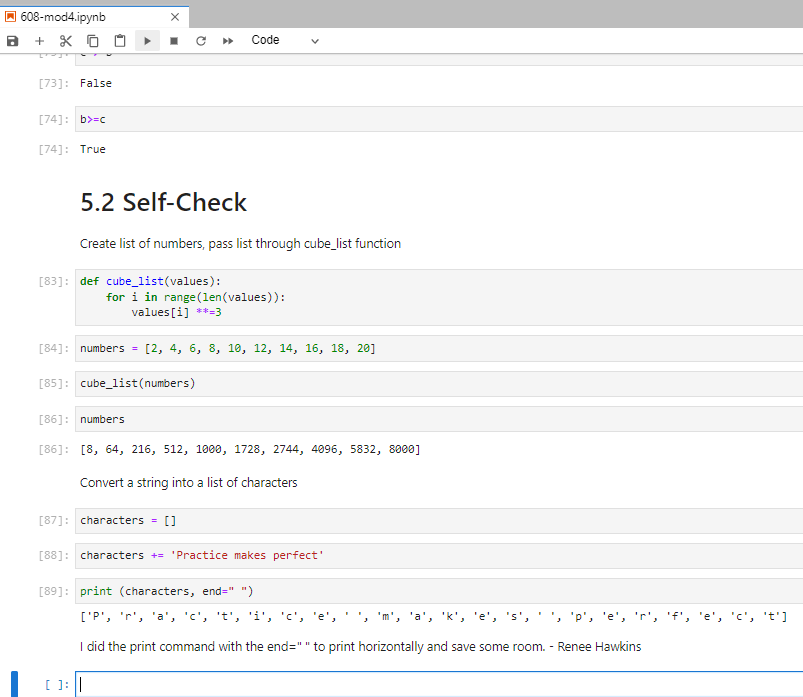 608-mod4.ipynb
Code
[73]: False
[74]: b>=c
[74]: True
5.2 Self-Check
Create list of numbers, pass list through cube_list function
[83]: def cube_list(values):
    for i in range(len(values)):
        values[i] **=3
[84]: numbers = [2, 4, 6, 8, 10, 12, 14, 16, 18, 20]
[85]: cube_list(numbers)
[86]: numbers
[86]: [8, 64, 216, 512, 1000, 1728, 2744, 4096, 5832, 8000]
Convert a string into a list of characters
[87]: characters = []
[88]: characters += 'Practice makes perfect'
[89]: print (characters, end=" ")
['P', 'r', 'a', 'c', 't', 'i', 'c', 'e', ' ', 'm', 'a', 'k', 'e', 's', ' ', 'p', 'e', 'r', 'f', 'e', 'c', 't']
I did the print command with the end=" " to print horizontally and save some room. - Renee Hawkins
[ ]: